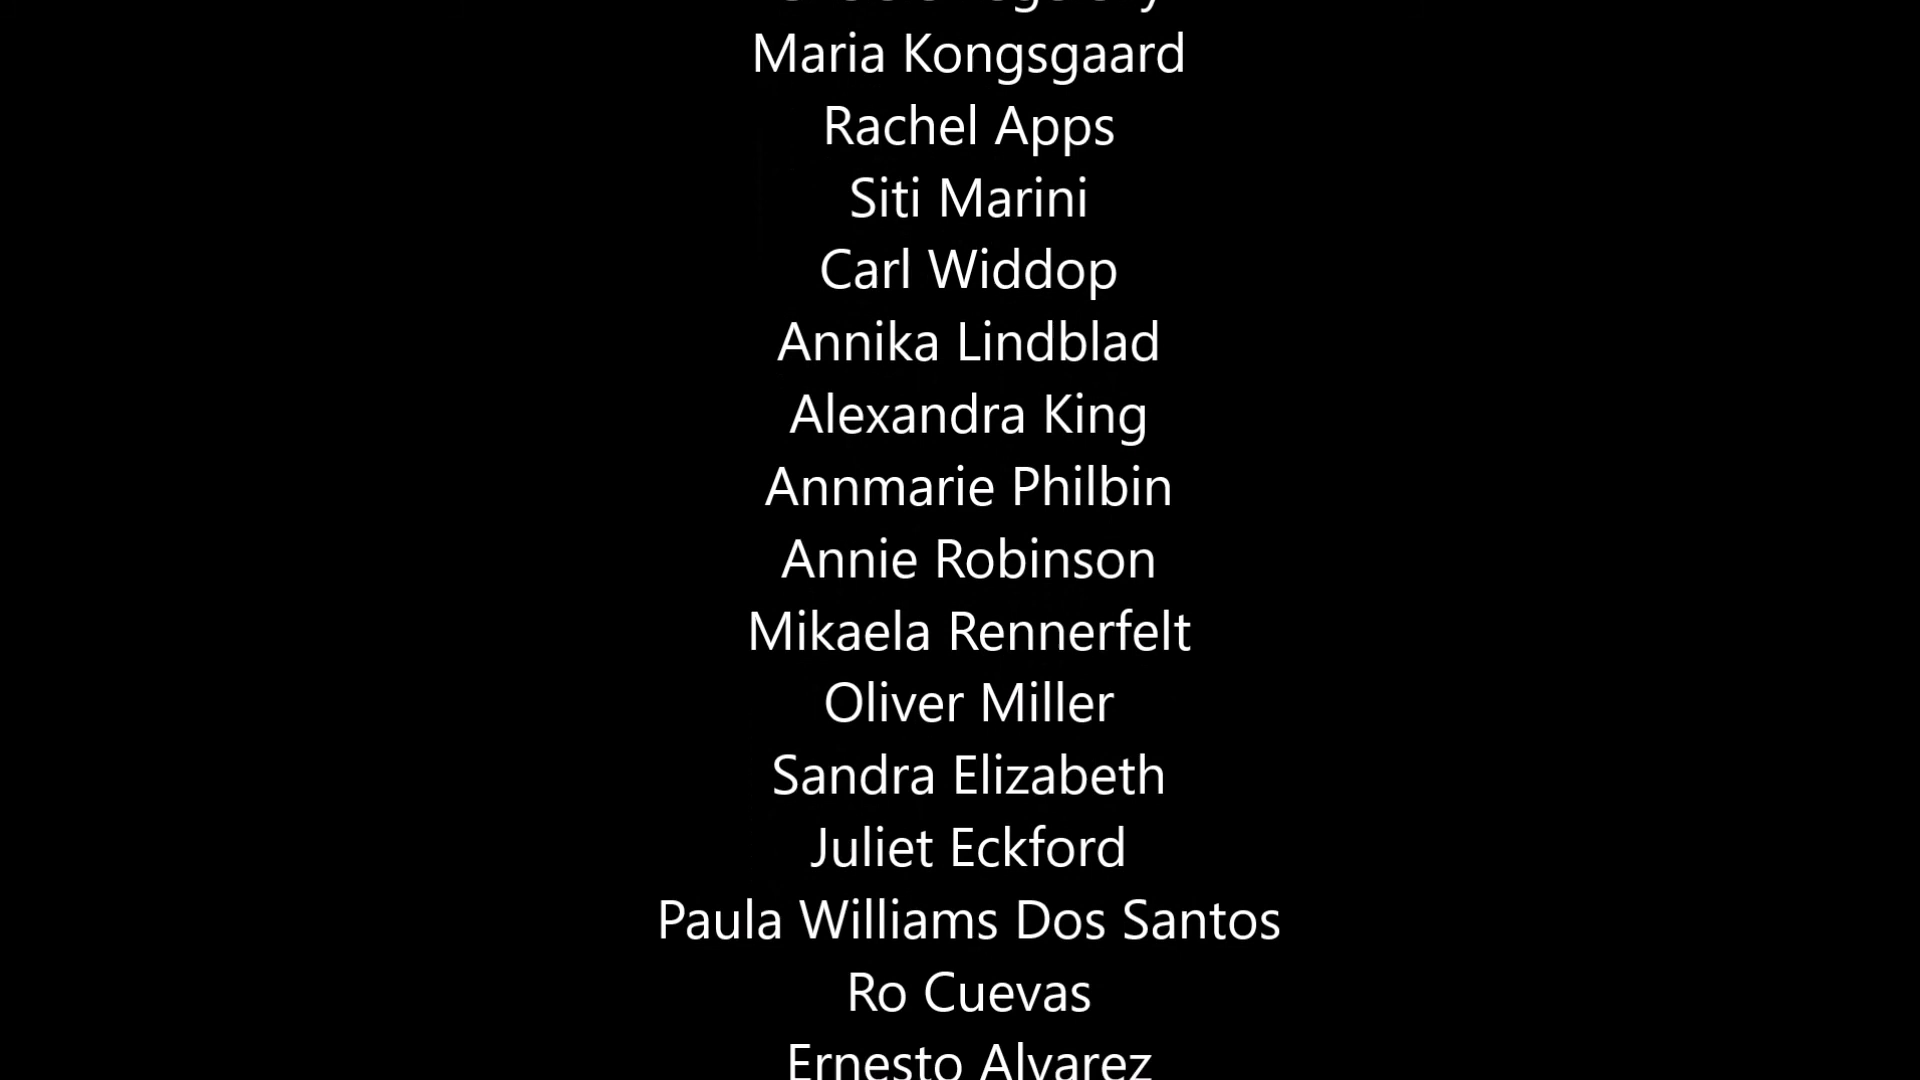 Maria Kongsgaard
Rachel Apps
Siti Marini
Carl Widdop
Annika Lindblad
Alexandra King
Annmarie Philbin
Annie Robinson
Mikaela Rennerfelt
Oliver Miller
Sandra Elizabeth
Juliet Eckford
Paula Williams Dos Santos
Ro Cuevas
Ernesto Alvarez